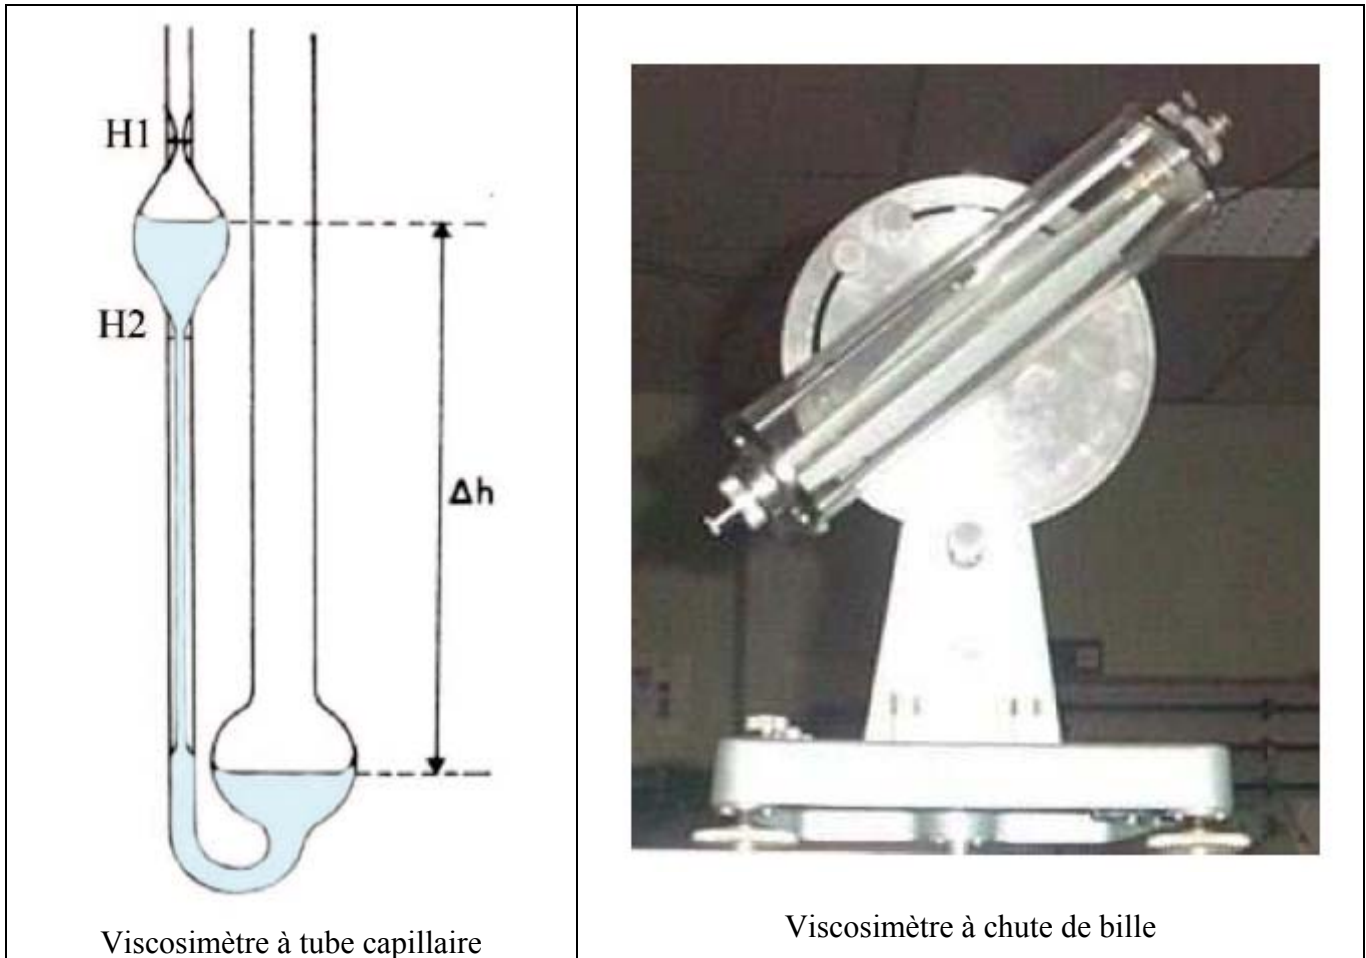 H1
H2
Δh
Viscosimètre à tube capillaire
Viscosimètre à chute de bille